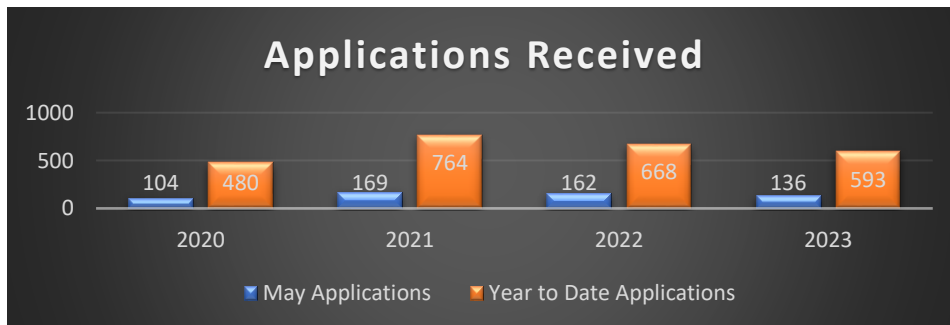 Applications Received
1000
500
0
104 480 169 764 162 668 136 593
2020 2021 2022 2023
May Applications Year to Date Applications